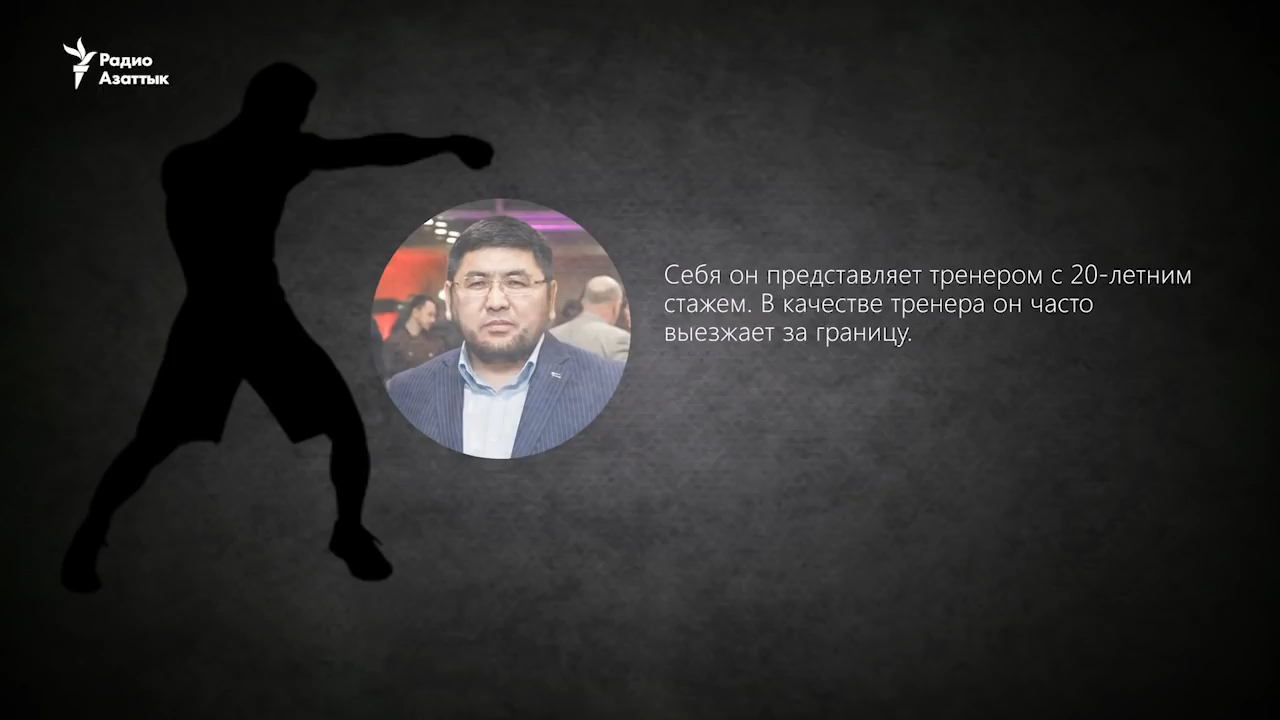 Радио
Азаттык
Себя он представляет тренером с 20-летним
стажем. В качестве тренера он часто
выезжает за границу.